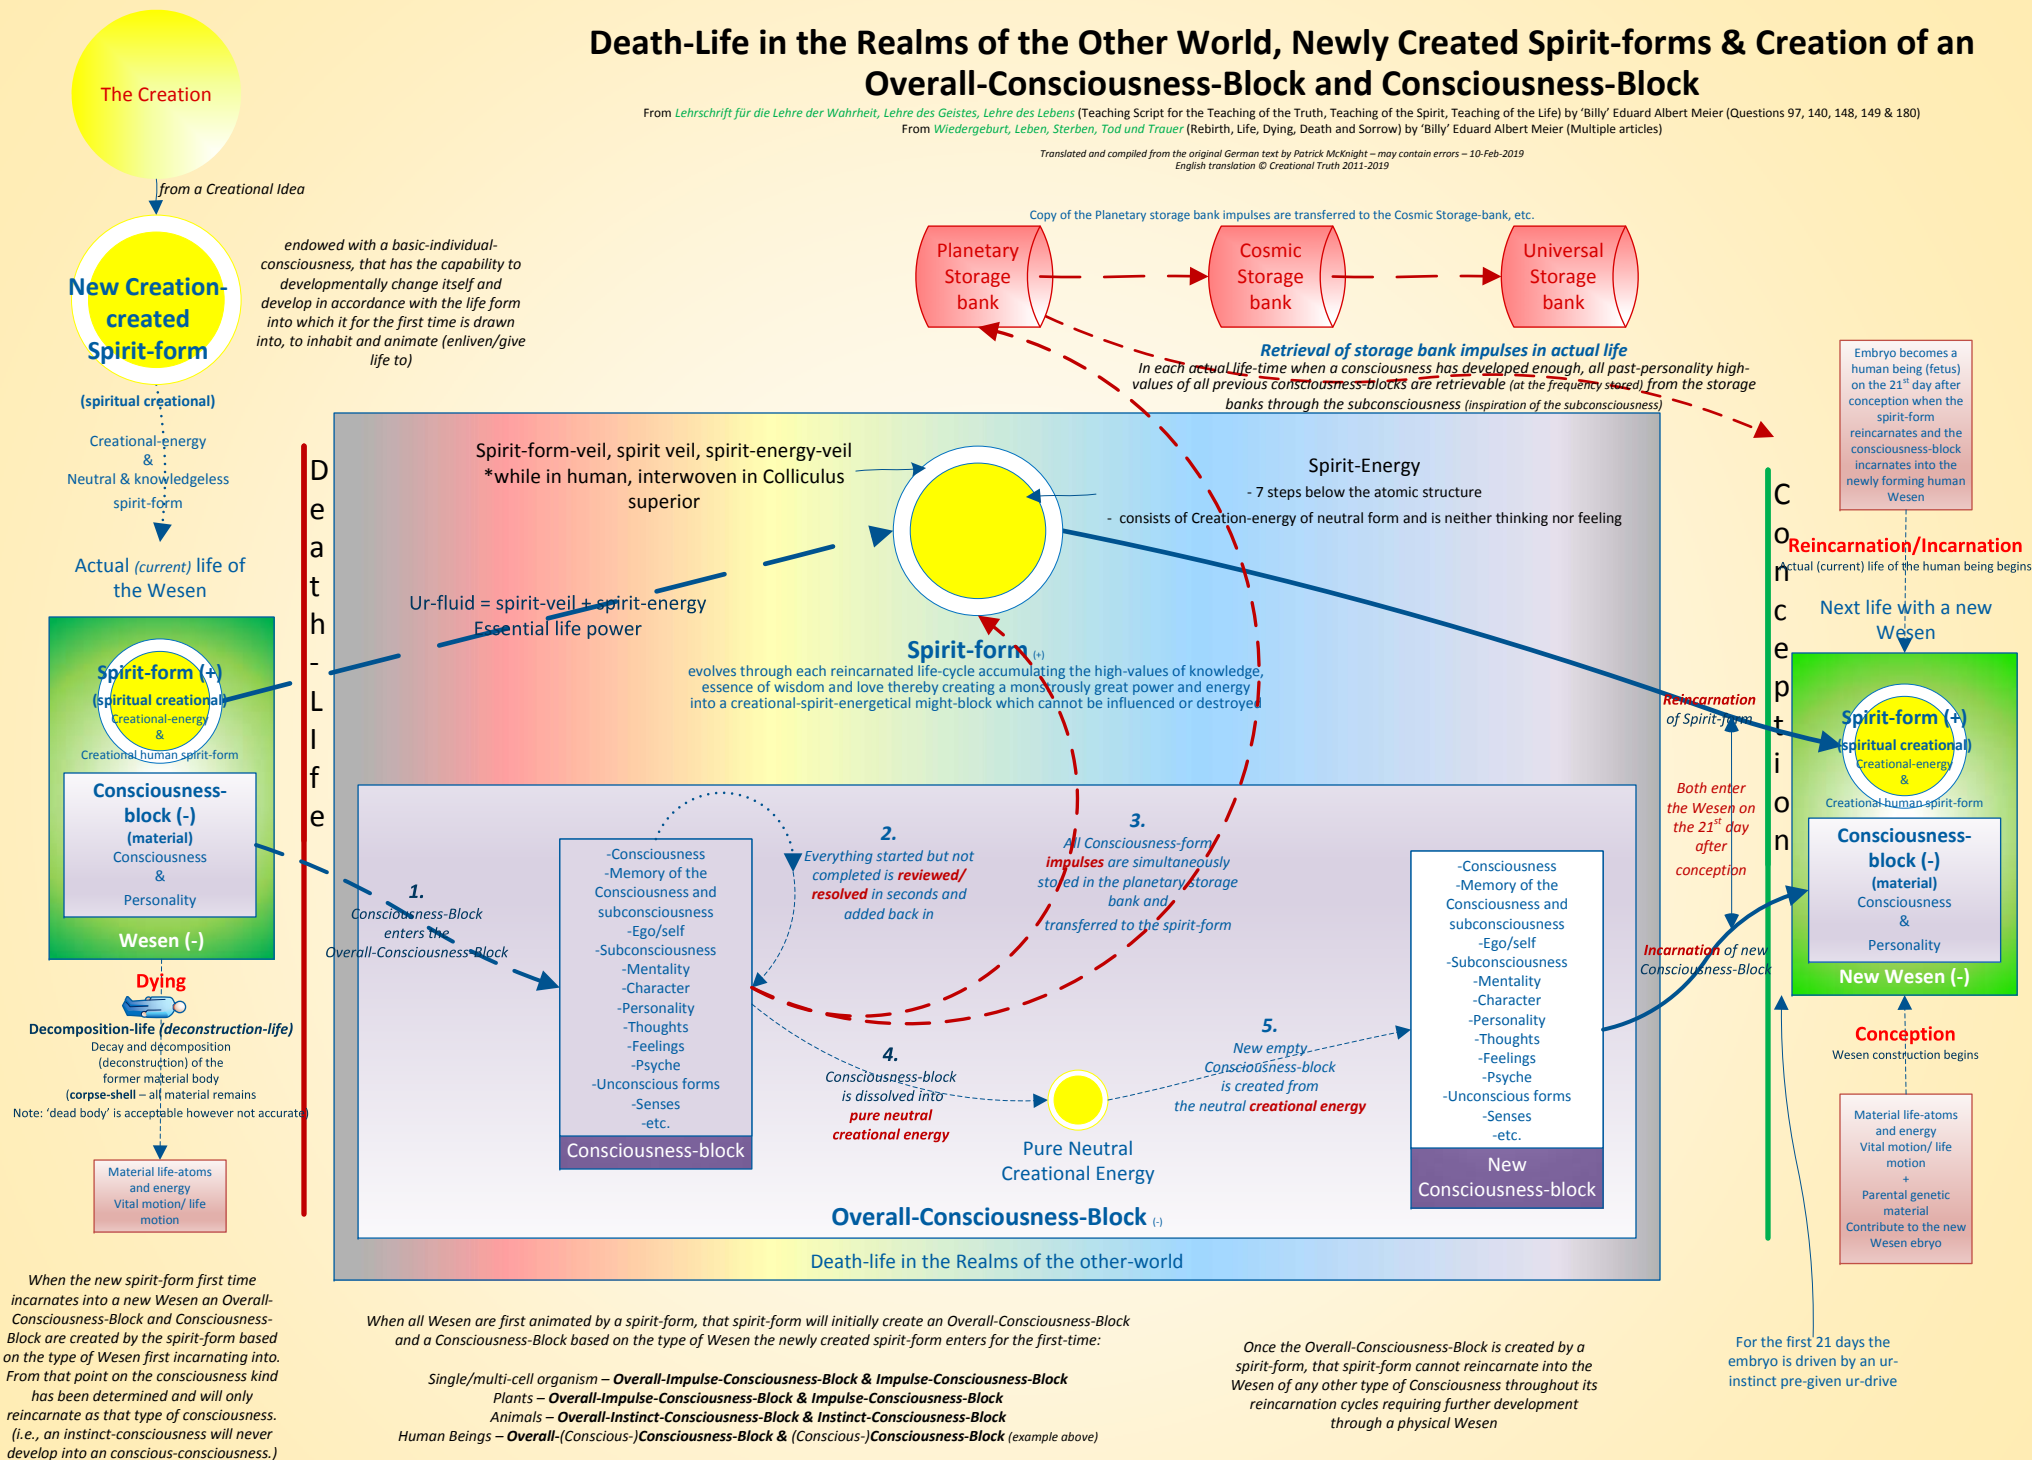 Death-Life in the Realms of the Other World, Newly Created Spirit-forms & Creation of an
Overall-Consciousness-Block and Consciousness-Block
From Lehrschrift für die Lehre der Wahrheit, Lehre des Geistes, Lehre des Lebens (Teaching Script for the Teaching of the Truth, Teaching of the Spirit, Teaching of the Life) by ‘Billy’ Eduard Albert Meier (Questions 97, 140, 148, 149 & 180)
From Wiedergeburt, Leben, Sterben, Tod und Trauer (Rebirth, Life, Dying, Death and Sorrow) by ‘Billy’ Eduard Albert Meier (Multiple articles)
Translated and compiled from the original German text by Patrick McKnight – may contain errors – 10-Feb-2019
English translation © Creational Truth 2011-2019
The Creation
from a Creational Idea
New Creation-
created
Spirit-form
(spiritual creational)
endowed with a basic-individual-
consciousness, that has the capability to
developmentally change itself and
develop in accordance with the life form
into which it for the first time is drawn
into, to inhabit and animate (enliven/give
life to)
Creational-energy
&
Neutral & knowledgeless
spirit-form
Actual (current) life of
the Wesen
Spirit-form (+)
(spiritual creational)
Creational-energy
&
Creational human spirit-form
Consciousness-
block (-)
(material)
Consciousness
&
Personality
Wesen (-)
Dying
Decomposition-life (deconstruction-life)
Decay and decomposition
(deconstruction) of the
former material body
(corpse-shell – all material remains
Note: ‘dead body’ is acceptable however not accurate)
Material life-atoms
and energy
Vital motion/ life
motion
When the new spirit-form first time
incarnates into a new Wesen an Overall-
Consciousness-Block and Consciousness-
Block are created by the spirit-form based
on the type of Wesen first incarnating into.
From that point on the consciousness kind
has been determined and will only
reincarnate as that type of consciousness.
(i.e., an instinct-consciousness will never
develop into an conscious-consciousness.)
Death-LIfe
Copy of the Planetary storage bank impulses are transferred to the Cosmic Storage-bank, etc.
Planetary
Storage
bank
Cosmic
Storage
bank
Universal
Storage
bank
Retrieval of storage bank impulses in actual life
In each actual life-time when a consciousness has developed enough, all past-personality high-
values of all previous consciousness-blocks are retrievable (at the frequency stored) from the storage
banks through the subconsciousness (inspiration of the subconsciousness)
Spirit-form-veil, spirit veil, spirit-energy-veil
*while in human, interwoven in Colliculus
superior
Spirit-Energy
- 7 steps below the atomic structure
- consists of Creation-energy of neutral form and is neither thinking nor feeling
Ur-fluid = spirit-veil + spirit-energy
Essential life power
Spirit-form (+)
evolves through each reincarnated life-cycle accumulating the high-values of knowledge,
essence of wisdom and love thereby creating a monstrously great power and energy
into a creational-spirit-energetical might-block which cannot be influenced or destroyed
1.
Consciousness-Block
enters the
Overall-Consciousness-Block
-Consciousness
-Memory of the
Consciousness and
subconsciousness
-Ego/self
-Subconsciousness
-Mentality
-Character
-Personality
-Thoughts
-Feelings
-Psyche
-Unconscious forms
-Senses
-etc.
Consciousness-block
2.
Everything started but not
completed is reviewed/
resolved in seconds and
added back in
3.
All Consciousness-form
impulses are simultaneously
stored in the planetary storage
bank and
transferred to the spirit-form
4.
Consciousness-block
is dissolved into
pure neutral
creational energy
Pure Neutral
Creational Energy
5.
New empty
Consciousness-block
is created from
the neutral creational energy
-Consciousness
-Memory of the
Consciousness and
subconsciousness
-Ego/self
-Subconsciousness
-Mentality
-Character
-Personality
-Thoughts
-Feelings
-Psyche
-Unconscious forms
-Senses
-etc.
New
Consciousness-block
Overall-Consciousness-Block (-)
Death-life in the Realms of the other-world
Conception
Reincarnation
of Spirit-form
Both enter
the Wesen on
the 21st day
after
conception
Incarnation of new
Consciousness-Block
Embryo becomes a
human being (fetus)
on the 21st day after
conception when the
spirit-form
reincarnates and the
consciousness-block
incarnates into the
newly forming human
Wesen
Reincarnation/Incarnation
Actual (current) life of the human being begins
Next life with a new
Wesen
Spirit-form (+)
(spiritual creational)
Creational-energy
&
Creational human spirit-form
Consciousness-
block (-)
(material)
Consciousness
&
Personality
New Wesen (-)
Conception
Wesen construction begins
Material life-atoms
and energy
Vital motion/ life
motion
+
Parental genetic
material
Contribute to the new
Wesen ebryo
For the first 21 days the
embryo is driven by an ur-
instinct pre-given ur-drive
When all Wesen are first animated by a spirit-form, that spirit-form will initially create an Overall-Consciousness-Block
and a Consciousness-Block based on the type of Wesen the newly created spirit-form enters for the first-time:
Single/multi-cell organism – Overall-Impulse-Consciousness-Block & Impulse-Consciousness-Block
Plants – Overall-Impulse-Consciousness-Block & Impulse-Consciousness-Block
Animals – Overall-Instinct-Consciousness-Block & Instinct-Consciousness-Block
Human Beings – Overall-(Conscious-)Consciousness-Block & (Conscious-)Consciousness-Block (example above)
Once the Overall-Consciousness-Block is created by a
spirit-form, that spirit-form cannot reincarnate into the
Wesen of any other type of Consciousness throughout its
reincarnation cycles requiring further development
through a physical Wesen